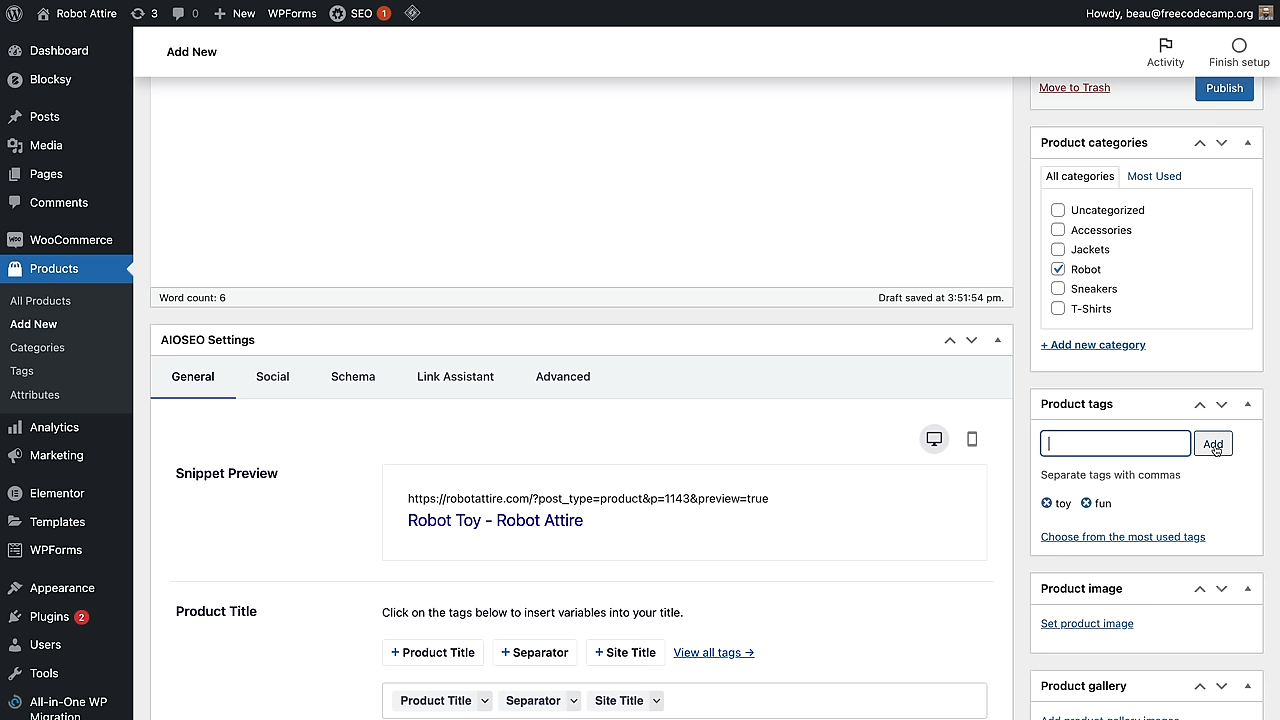 Robot Attire 3 0 New WPForms SEO 1 Howdy, beau@freecodecamp.org
Add New
Activity
Finish setup
Dashboard
Blocksy
Posts
Media
Pages
Comments
WooCommerce
Products
All Products
Add New
Categories
Tags
Attributes
Analytics
Marketing
Elementor
Templates
WPForms
Appearance
Plugins 2
Users
Tools
All-in-One WP
Migration
Word count: 6 Draft saved at 3:51:54 pm.
AIOSEO Settings
General Social Schema Link Assistant Advanced
Snippet Preview
https://robotattire.com/?post_type=product&p=1143&preview=true
Robot Toy - Robot Attire
Product Title
Click on the tags below to insert variables into your title.
+ Product Title + Separator + Site Title View all tags →
Product Title Separator Site Title
Move to Trash Publish
Product categories
All categories Most Used
Uncategorized
Accessories
Jackets
Robot
Sneakers
T-Shirts
+ Add new category
Product tags
Add
Separate tags with commas
toy fun
Choose from the most used tags
Product image
Set product image
Product gallery
Add product gallery images